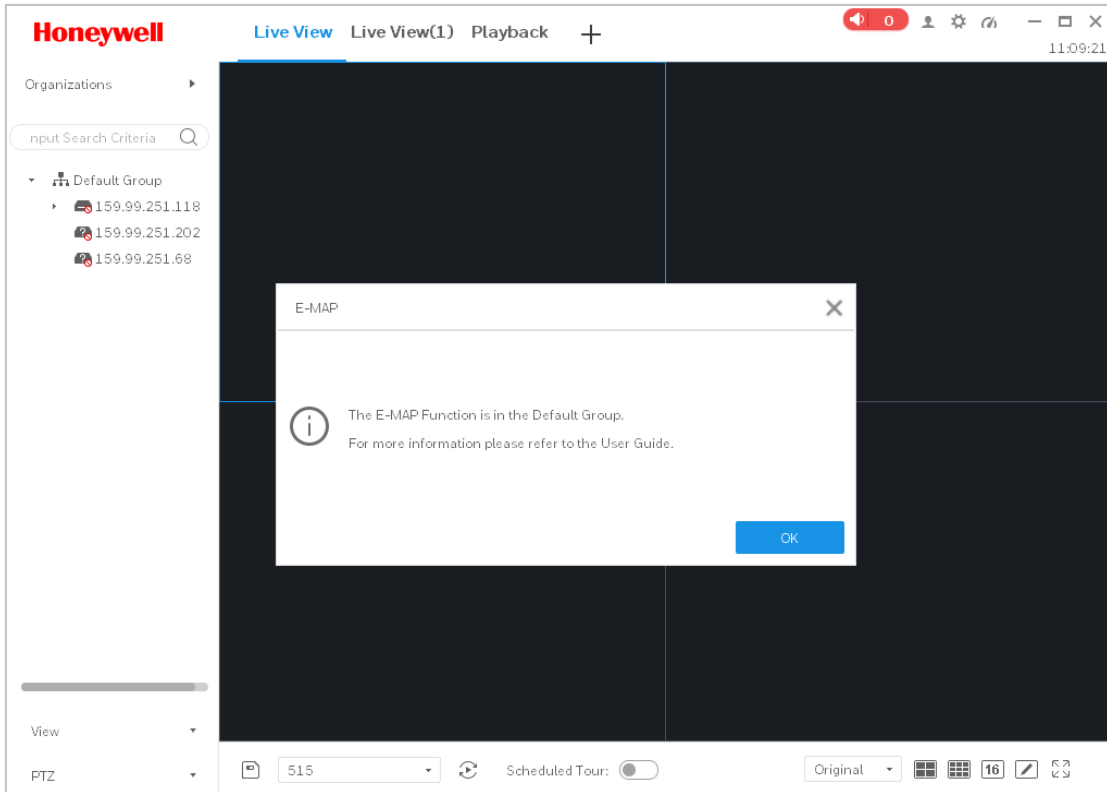 Honeywell
Live View Live View(1) Playback
0
11:09:21
Organizations
nput Search Criteria
Default Group
159.99.251.118
159.99.251.202
159.99.251.68
E-MAP
The E-MAP Function is in the Default Group.
For more information please refer to the User Guide.
OK
View
PTZ
515
Scheduled Tour:
Original
16